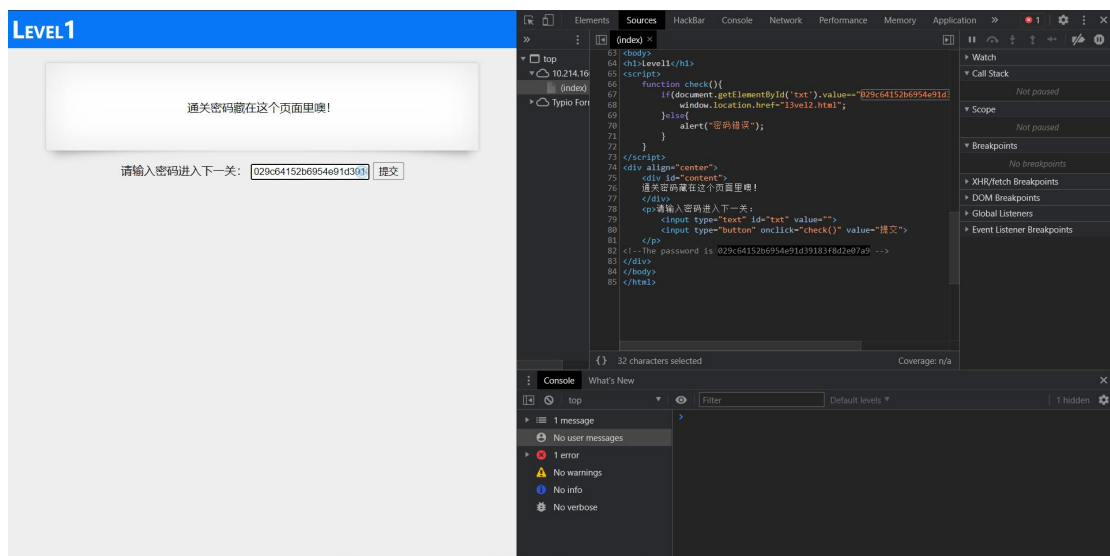 LEVEL1
通关密码藏在这个页面里噢！
请输入密码进入下一关： 029c64152b6954e91d3918 提交
Elements Sources HackBar Console Network Performance Memory Application » 1
» (index) ×
top
10.214.16
(index)
Typio Forr
63 <body>
64 <h1>Level1</h1>
65 <script>
66 function check(){
67 if(document.getElementById('txt').value=="029c64152b6954e91d3
68 window.location.href="l3vel2.html";
69 }else{
70 alert("密码错误");
71 }
72 }
73 </script>
74 <div align="center">
75 <div id="content">
76 通关密码藏在这个页面里噢！
77 </div>
78 <p>请输入密码进入下一关：
79 <input type="text" id="txt" value="">
80 <input type="button" onclick="check()" value="提交">
81 </p>
82 <!--The password is 029c64152b6954e91d39183f8d2e07a9 -->
83 </div>
84 </body>
85 </html>
{} 32 characters selected Coverage: n/a
Watch
Call Stack
Not paused
Scope
Not paused
Breakpoints
No breakpoints
XHR/fetch Breakpoints
DOM Breakpoints
Global Listeners
Event Listener Breakpoints
Console What's New
top Filter Default levels 1 hidden
1 message
No user messages
1 error
No warnings
No info
No verbose